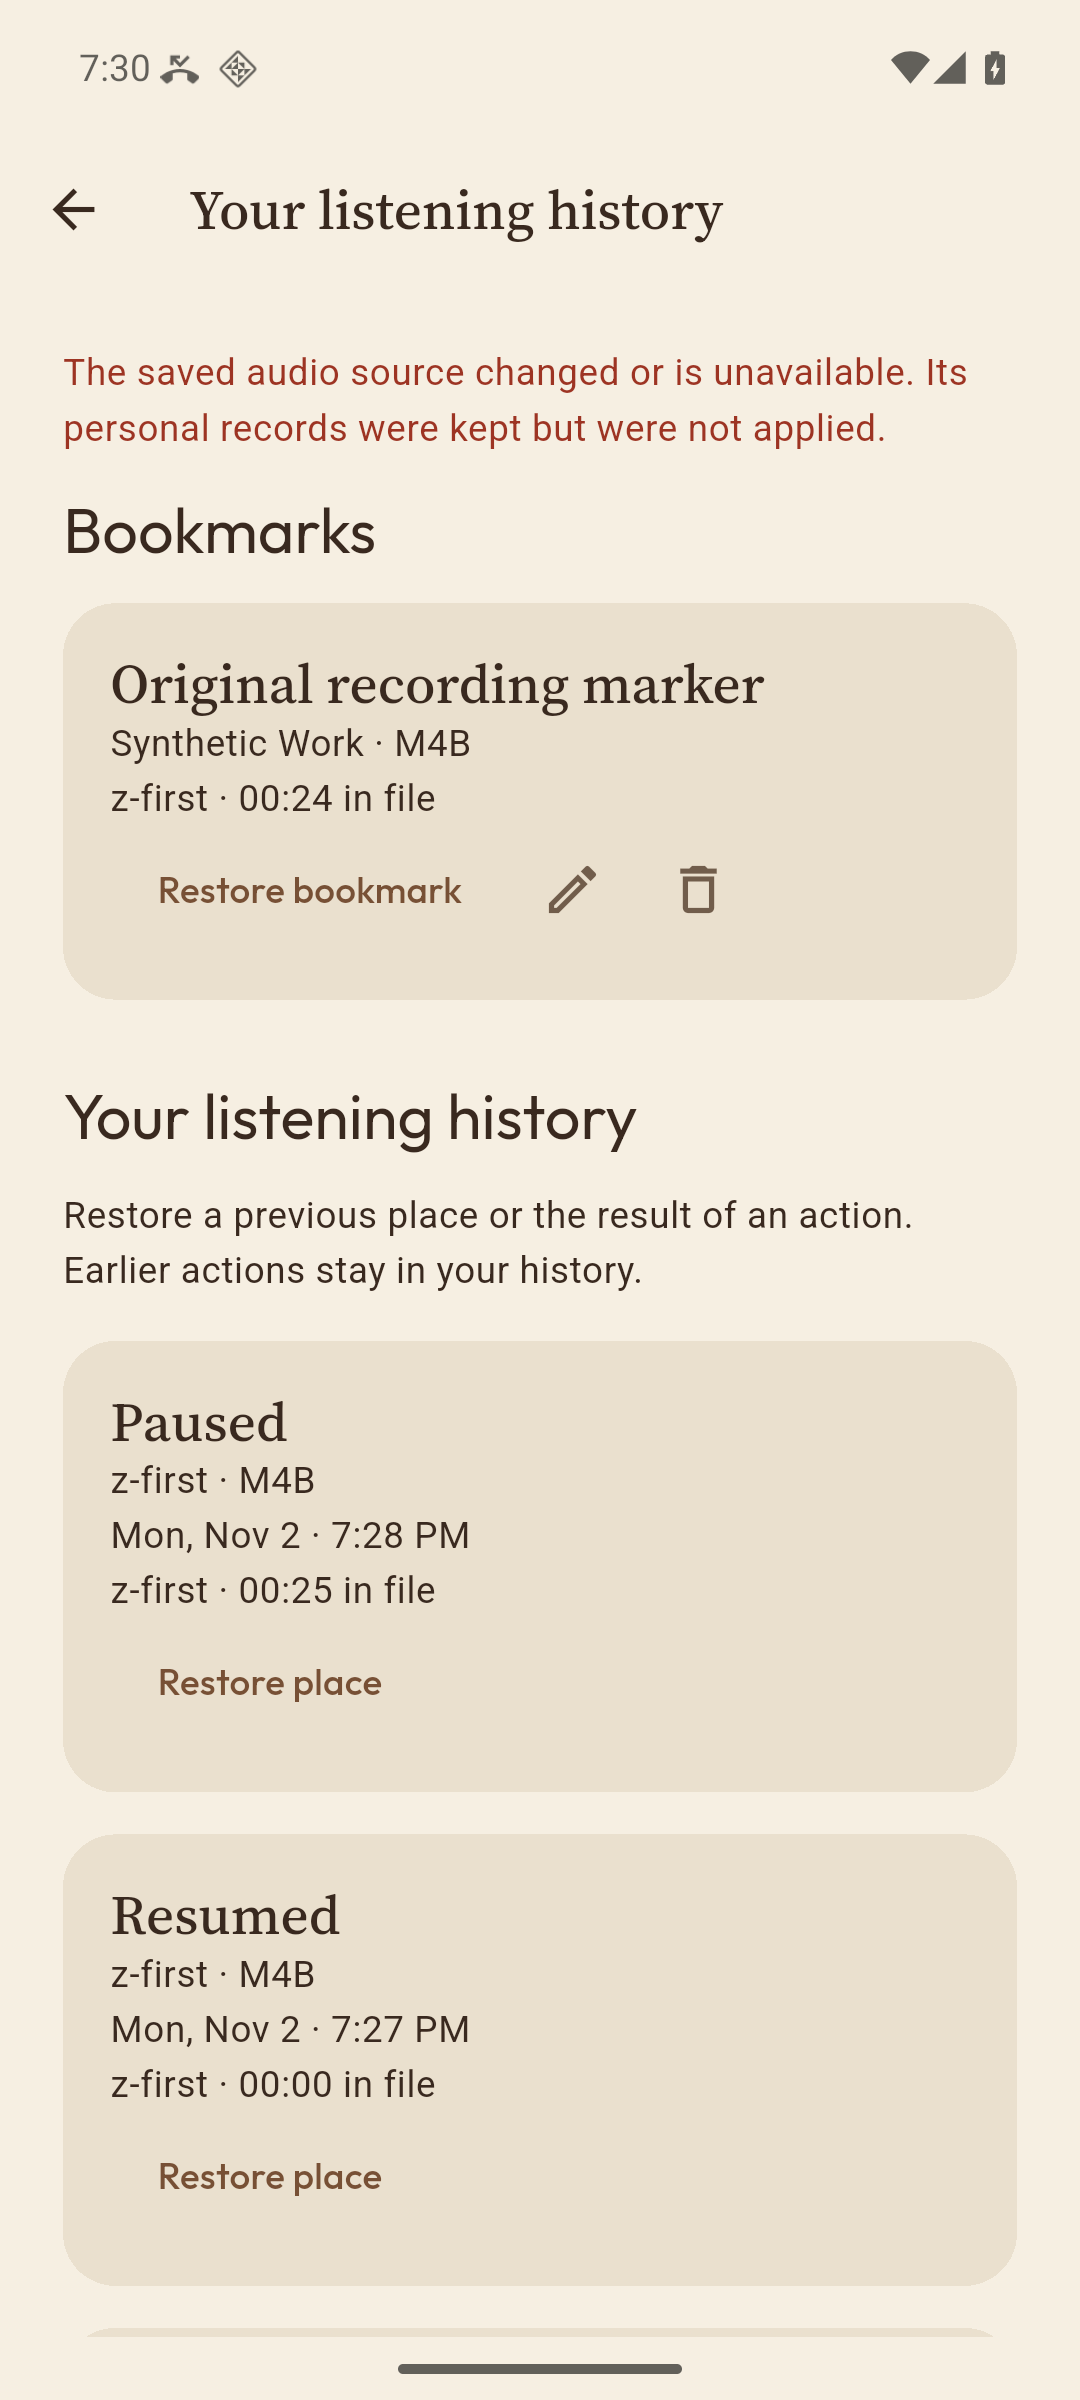 7:30
Your listening history
The saved audio source changed or is unavailable. Its
personal records were kept but were not applied.
Bookmarks
Original recording marker
Synthetic Work · M4B
z-first · 00:24 in file
Restore bookmark
Your listening history
Restore a previous place or the result of an action.
Earlier actions stay in your history.
Paused
z-first · M4B
Mon, Nov 2 · 7:28 PM
z-first · 00:25 in file
Restore place
Resumed
z-first · M4B
Mon, Nov 2 · 7:27 PM
z-first · 00:00 in file
Restore place